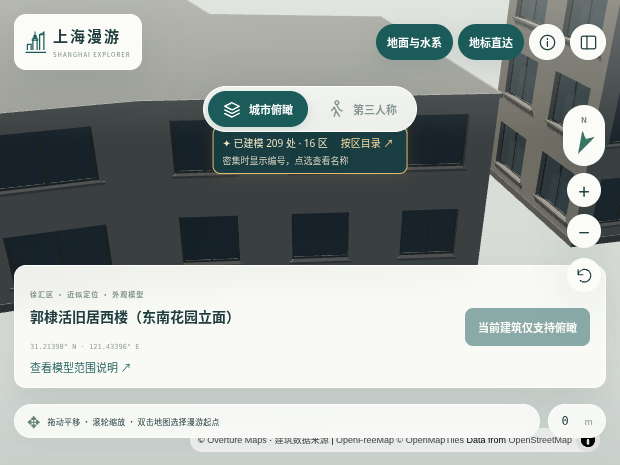 上海漫游
SHANGHAI EXPLORER
地面与水系
地标直达
城市俯瞰
第三人称
✦ 已建模 209 处 · 16 区 按区目录 ↗
密集时显示编号，点选查看名称
N
+
−
徐汇区 · 近似定位 · 外观模型
郭棣活旧居西楼（东南花园立面）
31.21390° N · 121.43396° E
查看模型范围说明 ↗
当前建筑仅支持俯瞰
拖动平移 · 滚轮缩放 · 双击地图选择漫游起点
0 m
© Overture Maps · 建筑数据来源 | OpenFreeMap © OpenMapTiles Data from OpenStreetMap